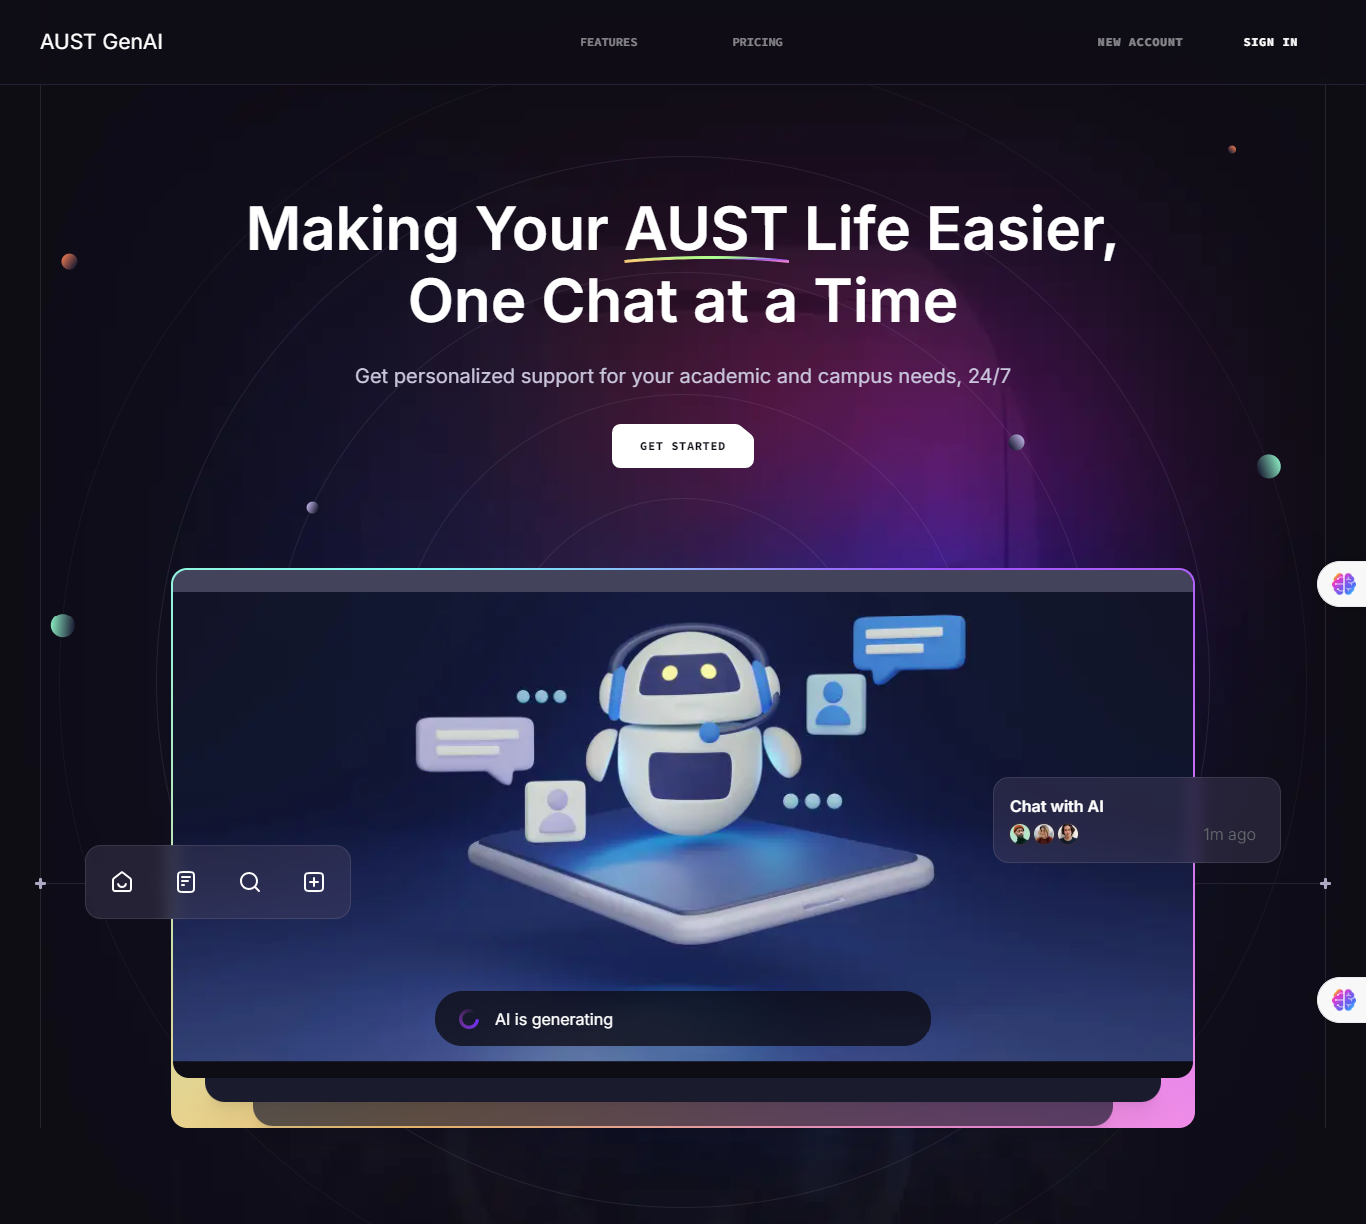 AUST GenAI
FEATURES
PRICING
NEW ACCOUNT
SIGN IN
Making Your AUST Life Easier,
One Chat at a Time
Get personalized support for your academic and campus needs, 24/7
GET STARTED
Chat with AI
1m ago
AI is generating